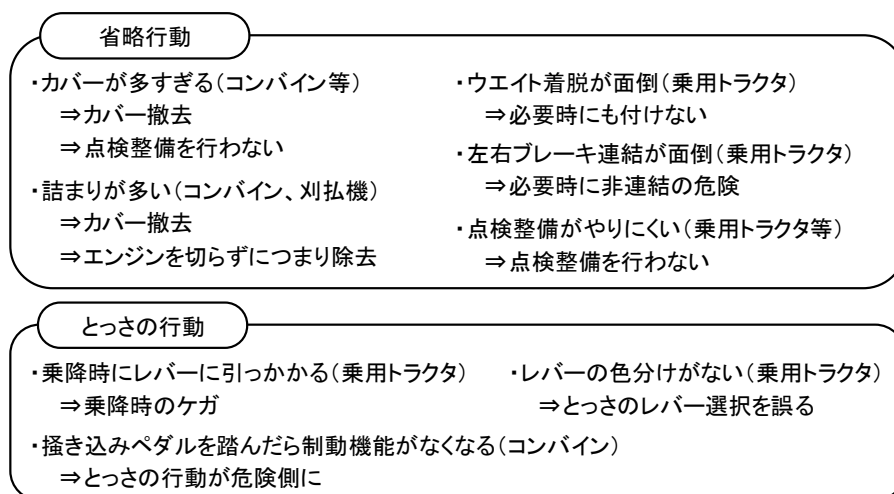 省略行動
・カバーが多すぎる(コンバイン等)
⇒カバー撤去
⇒点検整備を行わない
・詰まりが多い(コンバイン、刈払機)
⇒カバー撤去
⇒エンジンを切らずにつまり除去
・ウエイト着脱が面倒(乗用トラクタ)
⇒必要時にも付けない
・左右ブレーキ連結が面倒(乗用トラクタ)
⇒必要時に非連結の危険
・点検整備がやりにくい(乗用トラクタ等)
⇒点検整備を行わない
とっさの行動
・乗降時にレバーに引っかかる(乗用トラクタ)
⇒乗降時のケガ
・レバーの色分けがない(乗用トラクタ)
⇒とっさのレバー選択を誤る
・掻き込みペダルを踏んだら制動機能がなくなる(コンバイン)
⇒とっさの行動が危険側に